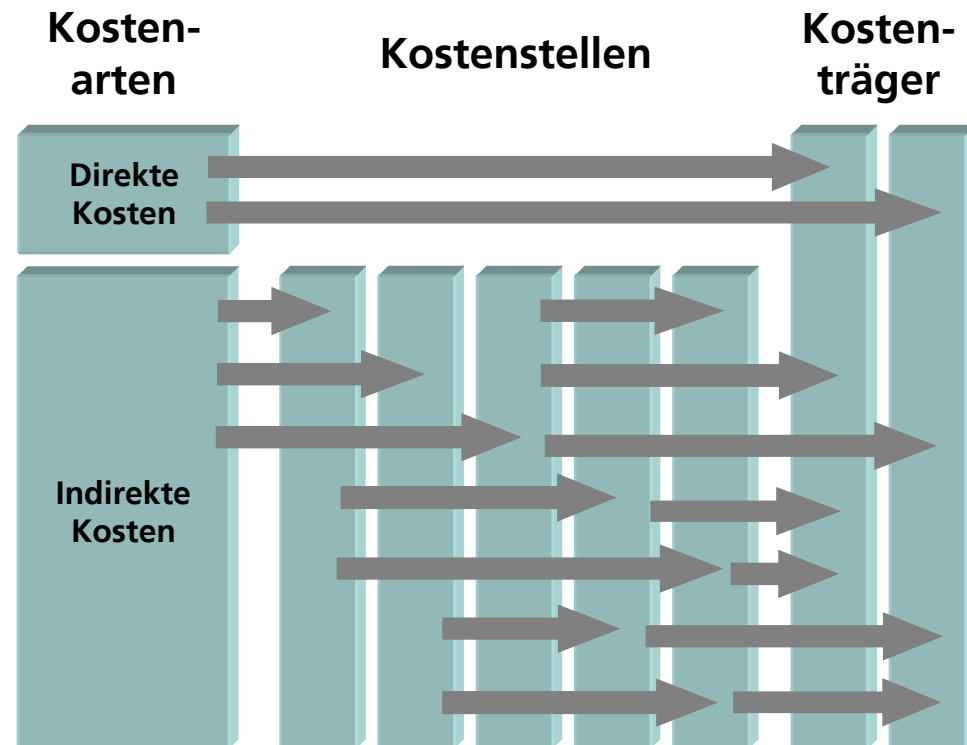 Kosten-
arten
Kostenstellen
Kosten-
träger
Direkte
Kosten
Indirekte
Kosten